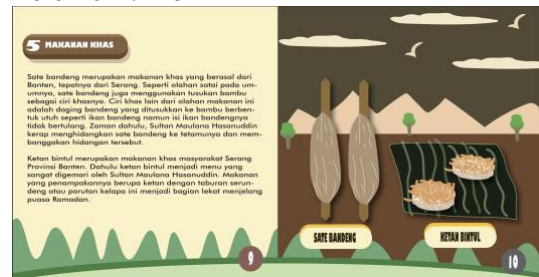 5 MAKANAN KHAS
Sate bandeng merupakan makanan khas yang berasal dari
Banten, tepatnya dari Serang. Seperti olahan satai pada um-
umnya, sate bandeng juga menggunakan tusukan bambu
sebagai ciri khasnya. Ciri khas lain dari olahan makanan ini
adalah daging bandeng yang ditusukkan ke bambu berben-
tuk utuh seperti ikan bandeng namun isi ikan bandengnya
tidak bertulang. Zaman dahulu, Sultan Maulana Hasanuddin
kerap menghidangkan sate bandeng ke tetamunya dan mem-
banggakan hidangan tersebut.
Ketan bintul merupakan makanan khas masyarakat Serang
Provinsi Banten. Dahulu ketan bintul menjadi menu yang
sangat digemari oleh Sultan Maulana Hasanuddin. Makanan
yang penampakannya berupa ketan dengan taburan serun-
deng atau parutan kelapa ini menjadi bagian lekat menjelang
puasa Ramadan.
9
SATE BANDENG
KETAN BINTUL
10